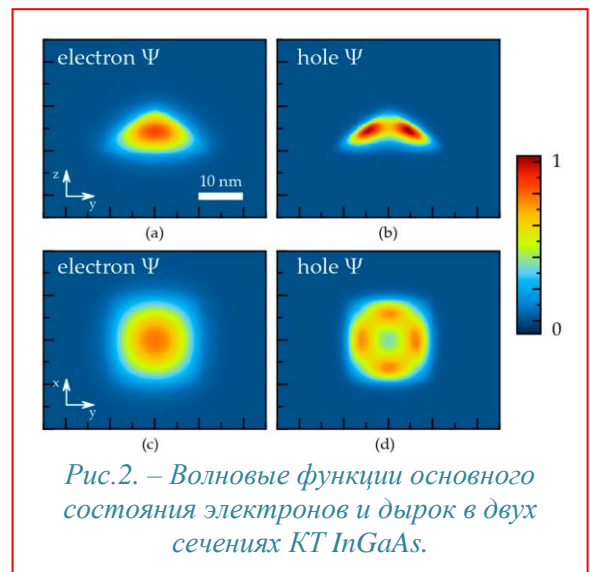 electron Ψ
hole Ψ
z
y
10 nm
(a)
(b)
1
electron Ψ
hole Ψ
0
x
y
(c)
(d)
Рис.2. – Волновые функции основного
состояния электронов и дырок в двух
сечениях КТ InGaAs.